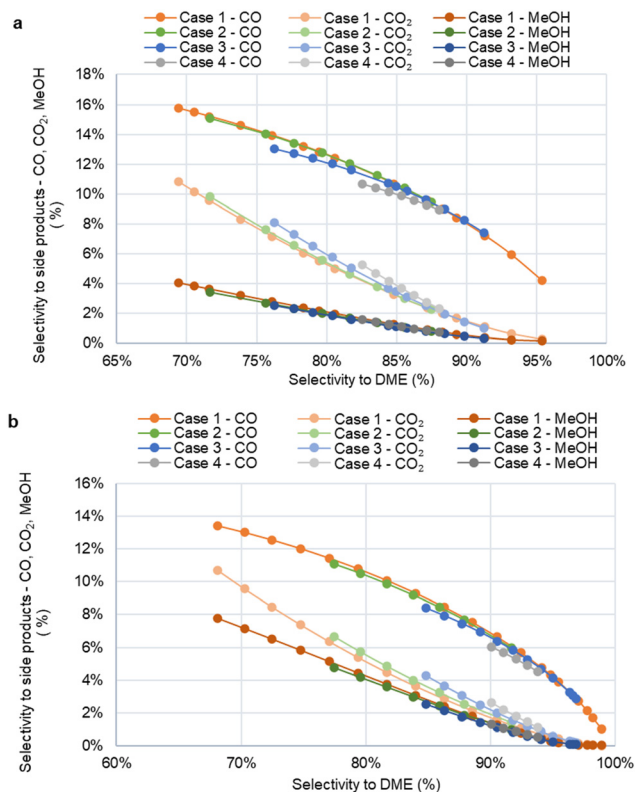 a
Case 1 - CO Case 1 - CO₂ Case 1 - MeOH
Case 2 - CO Case 2 - CO₂ Case 2 - MeOH
Case 3 - CO Case 3 - CO₂ Case 3 - MeOH
Case 4 - CO Case 4 - CO₂ Case 4 - MeOH
Selectivity to side products - CO, CO₂, MeOH
( %)
18%
16%
14%
12%
10%
8%
6%
4%
2%
0%
65% 70% 75% 80% 85% 90% 95% 100%
Selectivity to DME (%)
b
Case 1 - CO Case 1 - CO₂ Case 1 - MeOH
Case 2 - CO Case 2 - CO₂ Case 2 - MeOH
Case 3 - CO Case 3 - CO₂ Case 3 - MeOH
Case 4 - CO Case 4 - CO₂ Case 4 - MeOH
Selectivity to side products - CO, CO₂, MeOH
( %)
16%
14%
12%
10%
8%
6%
4%
2%
0%
60% 70% 80% 90% 100%
Selectivity to DME (%)